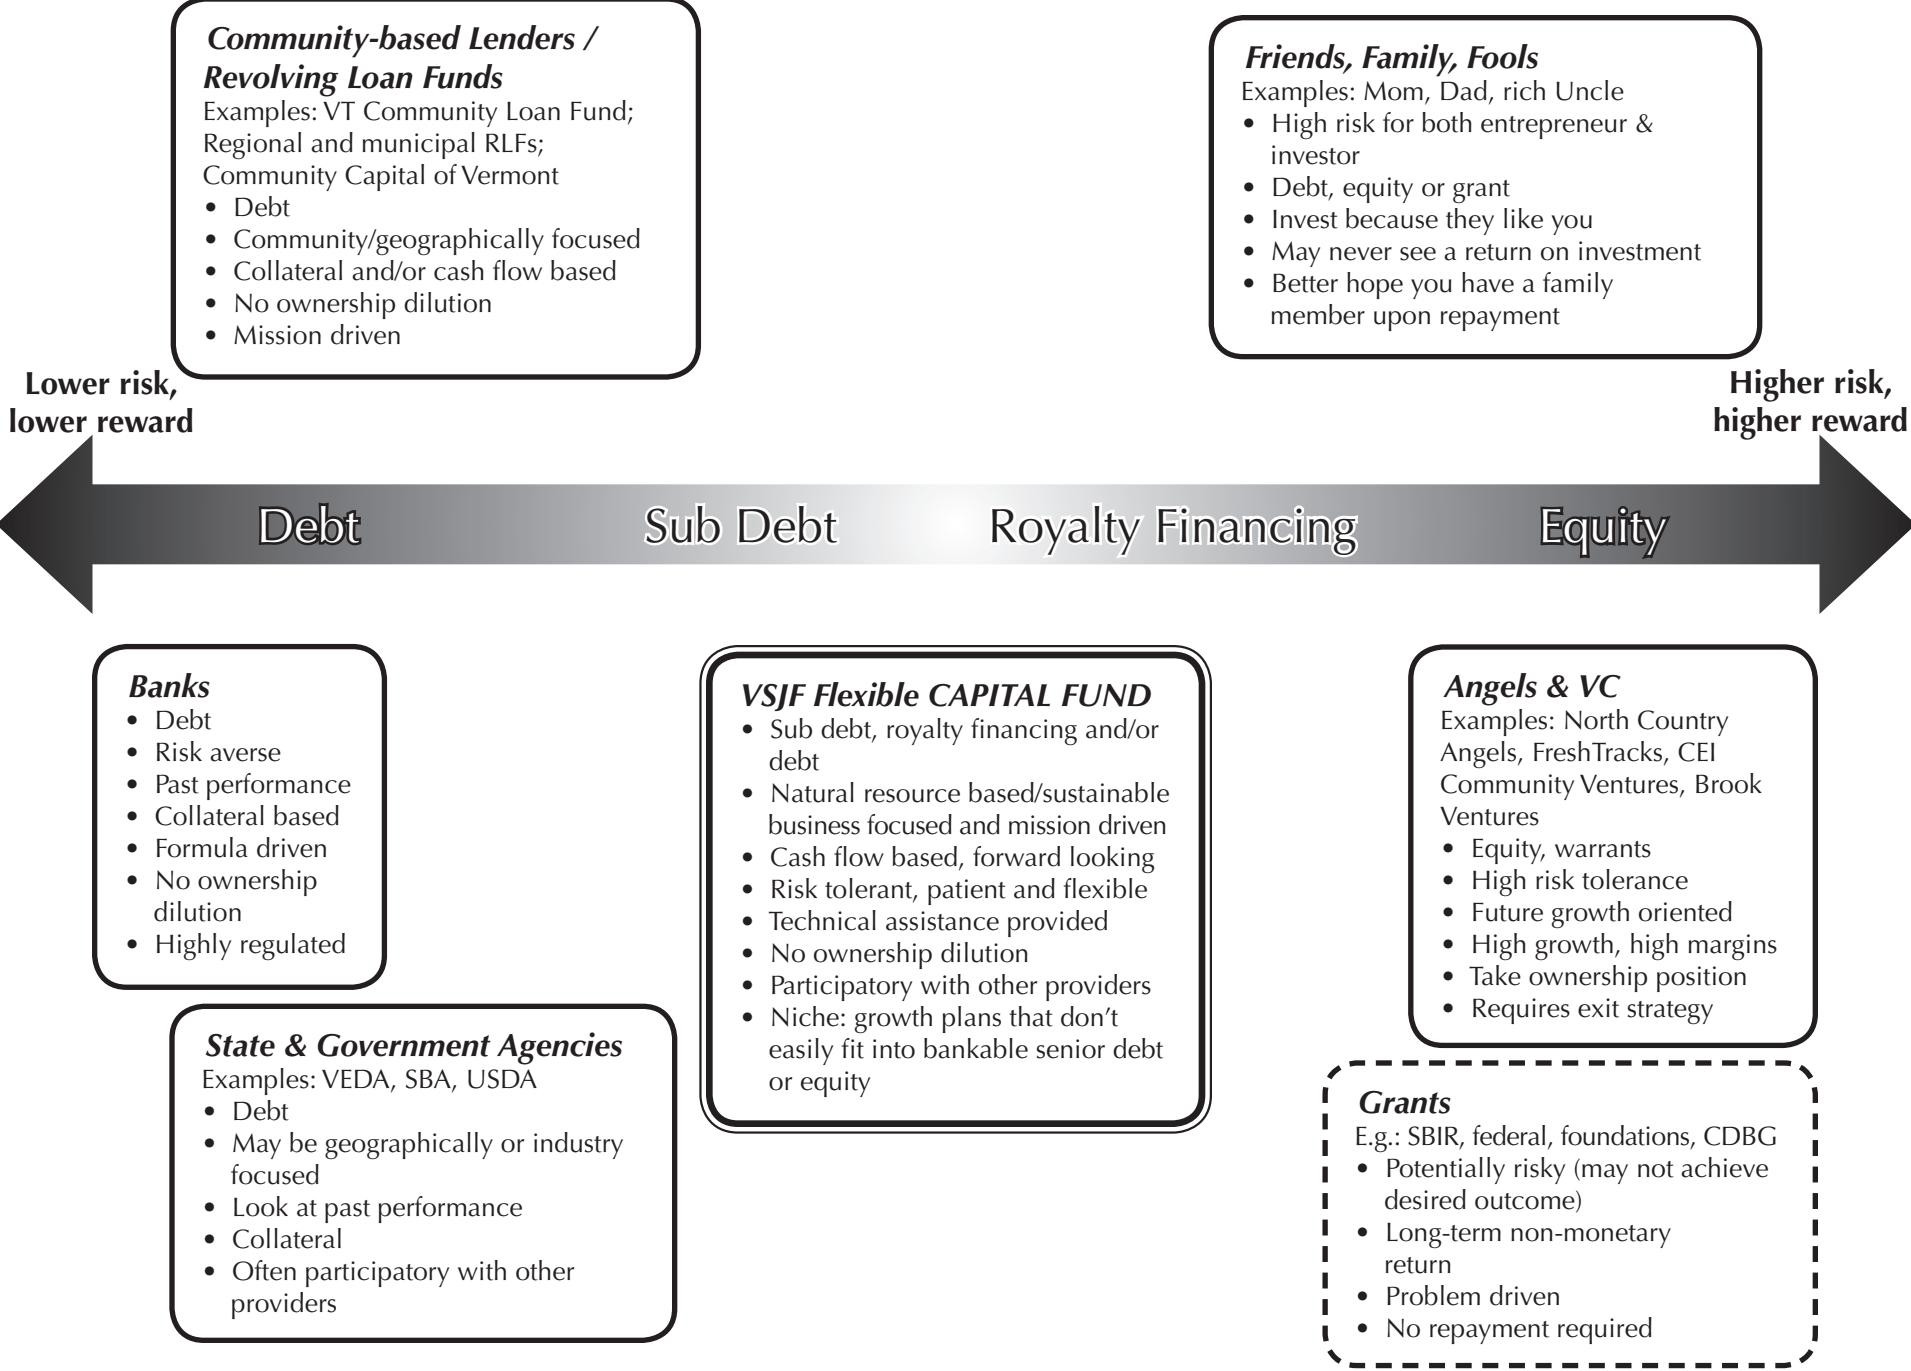 Community-based Lenders /
Revolving Loan Funds
Examples: VT Community Loan Fund;
Regional and municipal RLFs;
Community Capital of Vermont
• Debt
• Community/geographically focused
• Collateral and/or cash flow based
• No ownership dilution
• Mission driven
Friends, Family, Fools
Examples: Mom, Dad, rich Uncle
• High risk for both entrepreneur &
investor
• Debt, equity or grant
• Invest because they like you
• May never see a return on investment
• Better hope you have a family
member upon repayment
Lower risk,
lower reward
Higher risk,
higher reward
Debt
Sub Debt
Royalty Financing
Equity
Banks
• Debt
• Risk averse
• Past performance
• Collateral based
• Formula driven
• No ownership
dilution
• Highly regulated
State & Government Agencies
Examples: VEDA, SBA, USDA
• Debt
• May be geographically or industry
focused
• Look at past performance
• Collateral
• Often participatory with other
providers
VSJF Flexible CAPITAL FUND
• Sub debt, royalty financing and/or
debt
• Natural resource based/sustainable
business focused and mission driven
• Cash flow based, forward looking
• Risk tolerant, patient and flexible
• Technical assistance provided
• No ownership dilution
• Participatory with other providers
• Niche: growth plans that don’t
easily fit into bankable senior debt
or equity
Angels & VC
Examples: North Country
Angels, FreshTracks, CEI
Community Ventures, Brook
Ventures
• Equity, warrants
• High risk tolerance
• Future growth oriented
• High growth, high margins
• Take ownership position
• Requires exit strategy
Grants
E.g.: SBIR, federal, foundations, CDBG
• Potentially risky (may not achieve
desired outcome)
• Long-term non-monetary
return
• Problem driven
• No repayment required